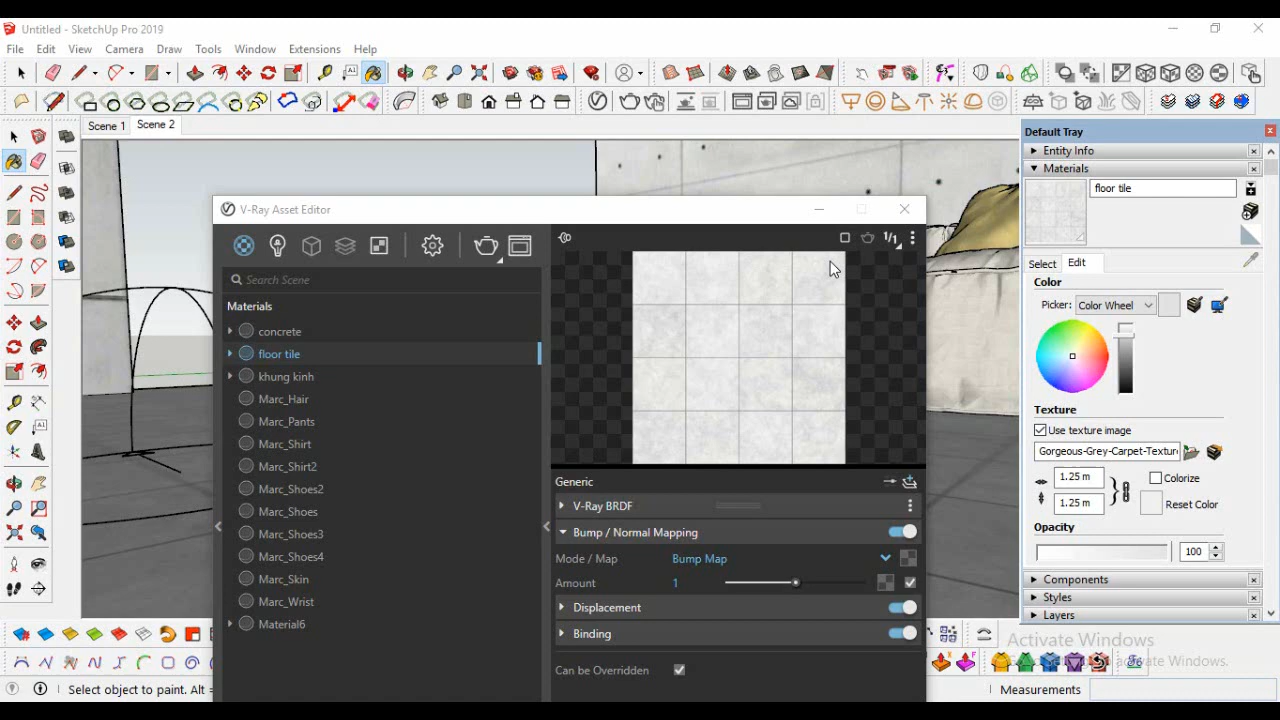 Untitled - SketchUp Pro 2019
File Edit View Camera Draw Tools Window Extensions Help
Scene 1 Scene 2
V-Ray Asset Editor
1/1
Search Scene
Materials
concrete
floor tile
khung kinh
Marc_Hair
Marc_Pants
Marc_Shirt
Marc_Shirt2
Marc_Shoes2
Marc_Shoes
Marc_Shoes3
Marc_Shoes4
Marc_Skin
Marc_Wrist
Material6
Generic
V-Ray BRDF
Bump / Normal Mapping
Mode / Map Bump Map
Amount 1
Displacement
Binding
Can be Overridden
Default Tray
Entity Info
Materials
floor tile
Select Edit
Color
Picker: Color Wheel
Texture
Use texture image
Gorgeous-Grey-Carpet-Textur
1.25 m Colorize
1.25 m Reset Color
Opacity
100
Components
Styles
Layers
Activate Windows
Select object to paint. Alt =
Measurements